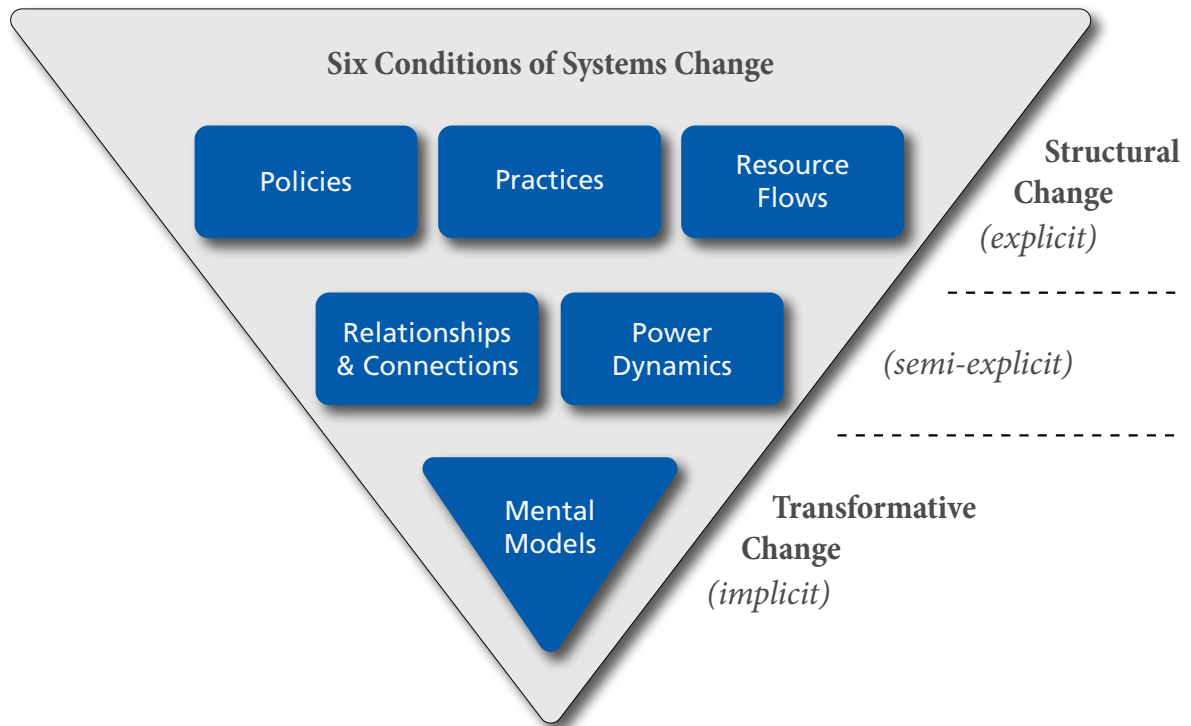 Six Conditions of Systems Change
Policies
Practices
Resource
Flows
Structural
Change
(explicit)
Relationships
& Connections
Power
Dynamics
(semi-explicit)
Mental
Models
Transformative
Change
(implicit)